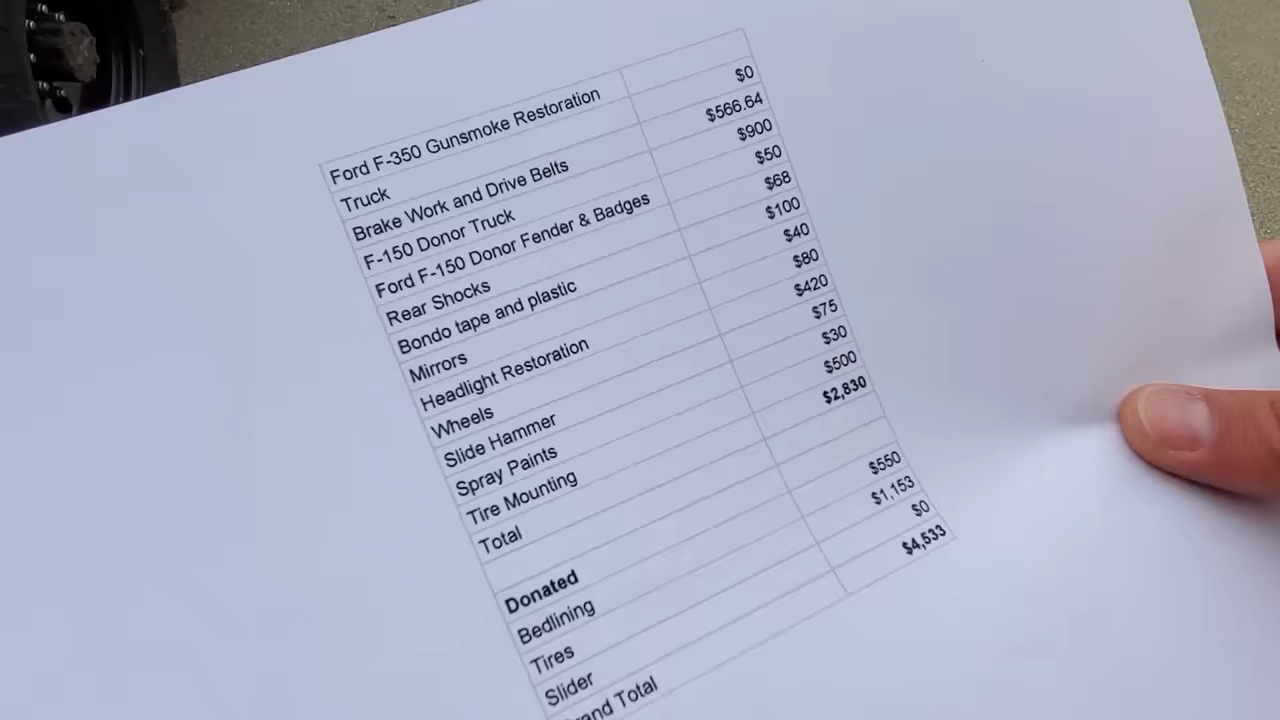 Ford F-350 Gunsmoke Restoration
Truck $0
Brake Work and Drive Belts $566.64
F-150 Donor Truck $900
Ford F-150 Donor Fender & Badges $50
Rear Shocks $68
Bondo tape and plastic $100
Mirrors $40
Headlight Restoration $80
Wheels $420
Slide Hammer $75
Spray Paints $30
Tire Mounting $500
Total $2,830
Donated
Bedlining $550
Tires $1,153
Slider $0
Grand Total $4,533